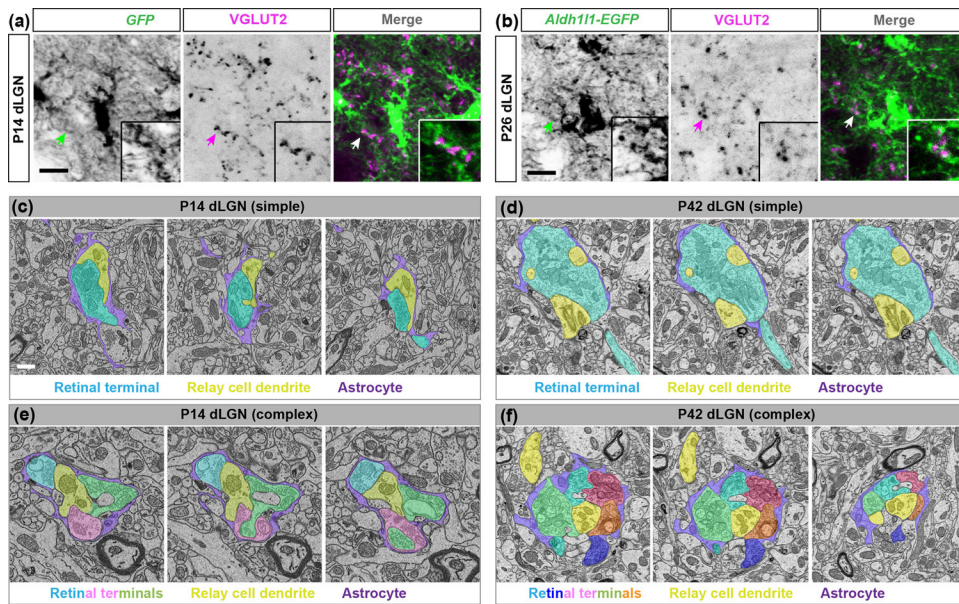 (a) GFP VGLUT2 Merge
P14 dLGN
(b) Aldh1l1-EGFP VGLUT2 Merge
P26 dLGN
(c) P14 dLGN (simple)
Retinal terminal Relay cell dendrite Astrocyte
(d) P42 dLGN (simple)
Retinal terminal Relay cell dendrite Astrocyte
(e) P14 dLGN (complex)
Retinal terminals Relay cell dendrite Astrocyte
(f) P42 dLGN (complex)
Retinal terminals Relay cell dendrite Astrocyte